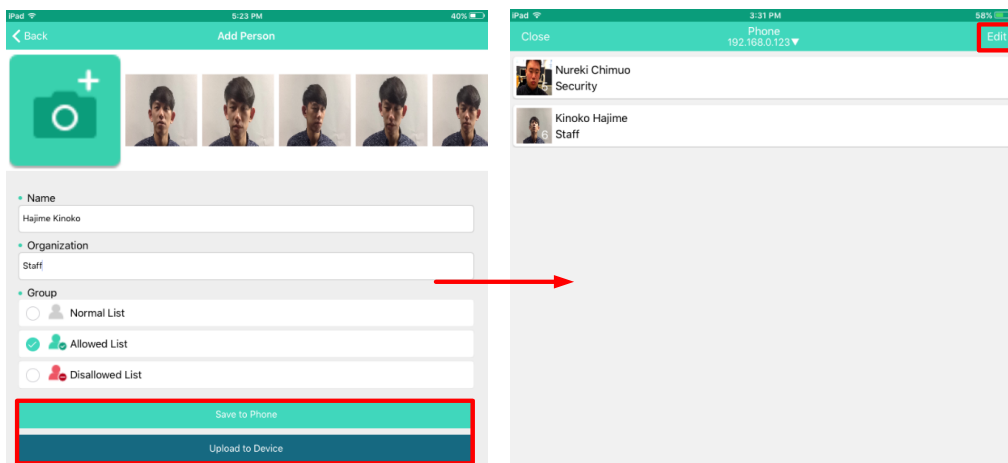 iPad 5:23 PM 40%
Back Add Person
Name
Hajime Kinoko
Organization
Staff
Group
Normal List
Allowed List
Disallowed List
Save to Phone
Upload to Device
iPad 3:31 PM 58%
Close Phone Edit
192.168.0.123▼
Nureki Chimuo
Security
Kinoko Hajime
6 Staff